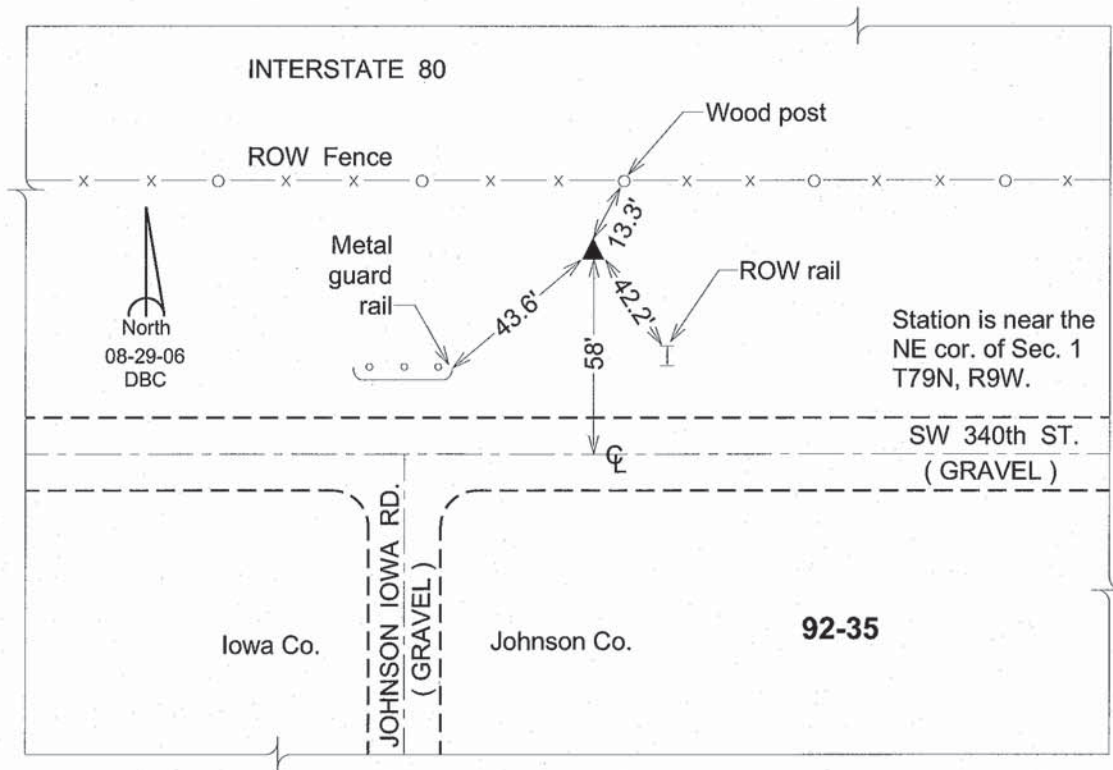 INTERSTATE 80
Wood post
ROW Fence
x x o x x o x x o x x o x x o x
13.3'
Metal
guard
rail
ROW rail
43.6'
42.2'
58'
North
08-29-06
DBC
Station is near the
NE cor. of Sec. 1
T79N, R9W.
SW 340th ST.
( GRAVEL )
℄
JOHNSON IOWA RD.
( GRAVEL )
Iowa Co.
Johnson Co.
92-35